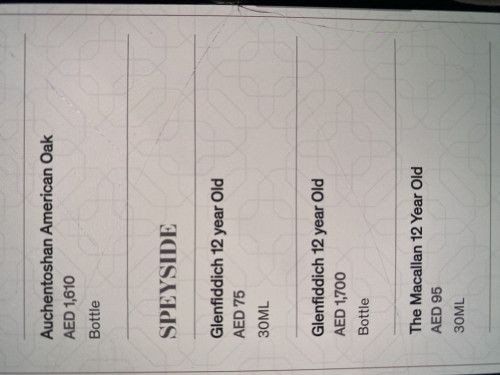 Auchentoshan American Oak
AED 1,610
Bottle
SPEYSIDE
Glenfiddich 12 year Old
AED 75
30ML
Glenfiddich 12 year Old
AED 1,700
Bottle
The Macallan 12 Year Old
AED 95
30ML